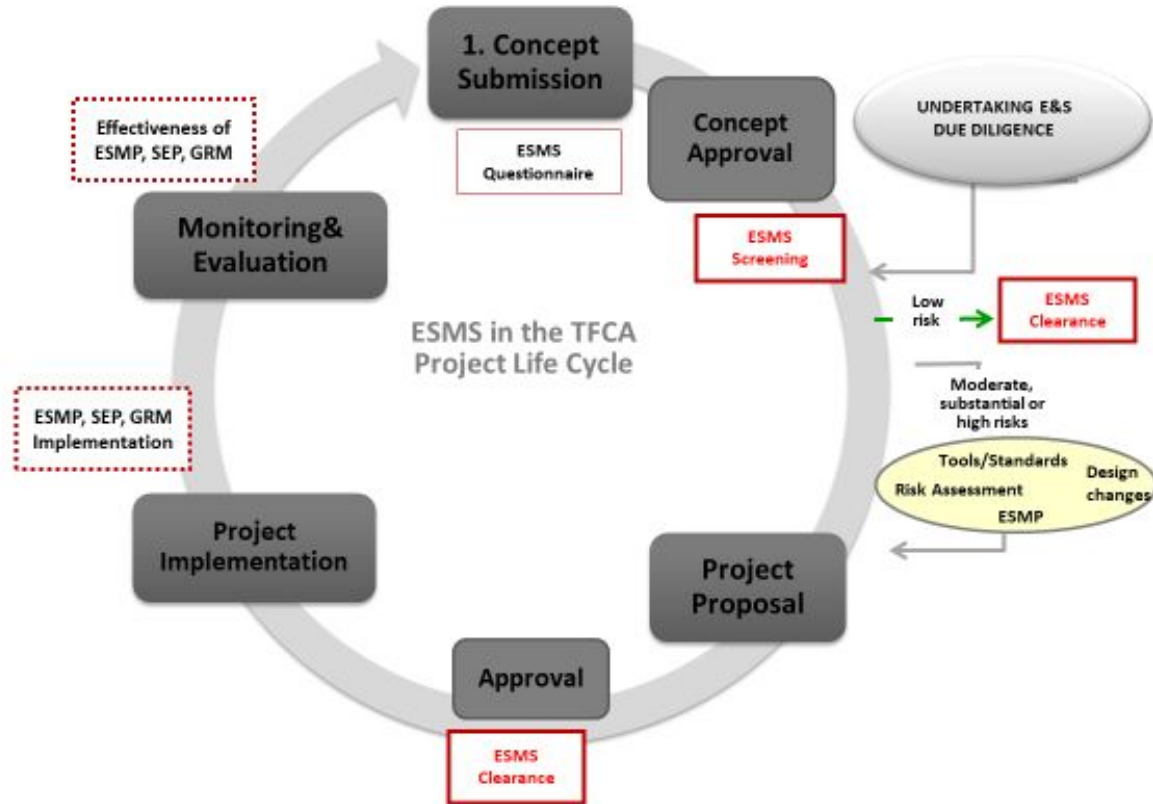 1. Concept
Submission
ESMS
Questionnaire
Concept
Approval
ESMS
Screening
UNDERTAKING E&S
DUE DILIGENCE
Low
risk
ESMS
Clearance
Moderate,
substantial or
high risks
Tools/Standards
Risk Assessment
Design
changes
ESMP
Project
Proposal
Approval
ESMS
Clearance
Project
Implementation
ESMP, SEP, GRM
Implementation
Monitoring&
Evaluation
Effectiveness of
ESMP, SEP, GRM
ESMS in the TFCA
Project Life Cycle